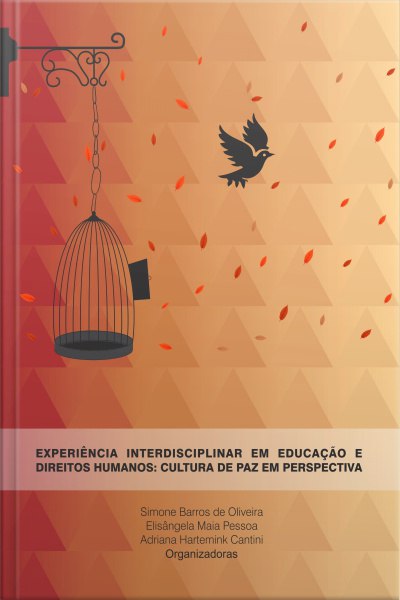 EXPERIÊNCIA INTERDISCIPLINAR EM EDUCAÇÃO E
DIREITOS HUMANOS: CULTURA DE PAZ EM PERSPECTIVA
Simone Barros de Oliveira
Elisângela Maia Pessoa
Adriana Hartemink Cantini
Organizadoras